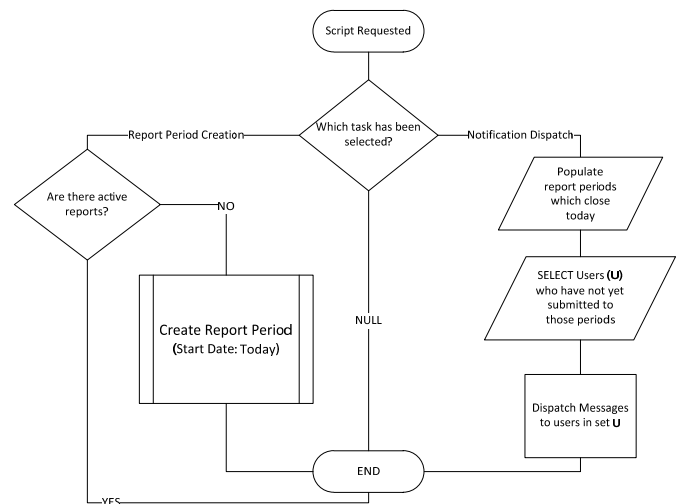 Script Requested
Which task has been
selected?
Report Period Creation
Notification Dispatch
Are there active
reports?
NO
Populate
report periods
which close
today
SELECT Users (U)
who have not yet
submitted to
those periods
Create Report Period
(Start Date: Today)
NULL
Dispatch Messages
to users in set U
END
YES